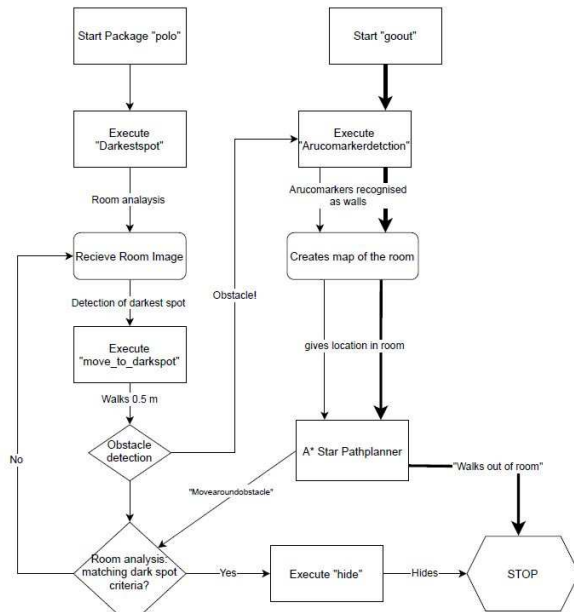 Start Package "polo"
Start "goout"
Execute
"Darkestspot"
Execute
"Arucomarkerdetction"
Room analaysis
Arucomarkers recognised
as walls
Recieve Room Image
Creates map of the room
Detection of darkest spot
Obstacle!
Execute
"move_to_darkspot"
gives location in room
Walks 0.5 m
No
Obstacle
detection
A* Star Pathplanner
"Walks out of room"
"Movearoundobstacle"
Room analysis:
matching dark spot
criteria?
Yes
Execute "hide"
Hides
STOP